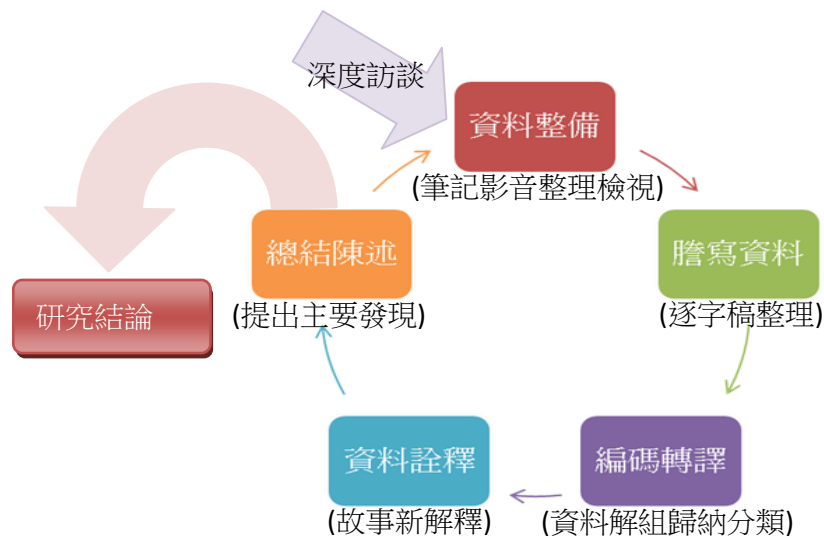 深度訪談
資料整備
(筆記影音整理檢視)
謄寫資料
(逐字稿整理)
編碼轉譯
(資料解組歸納分類)
資料詮釋
(故事新解釋)
總結陳述
(提出主要發現)
研究結論